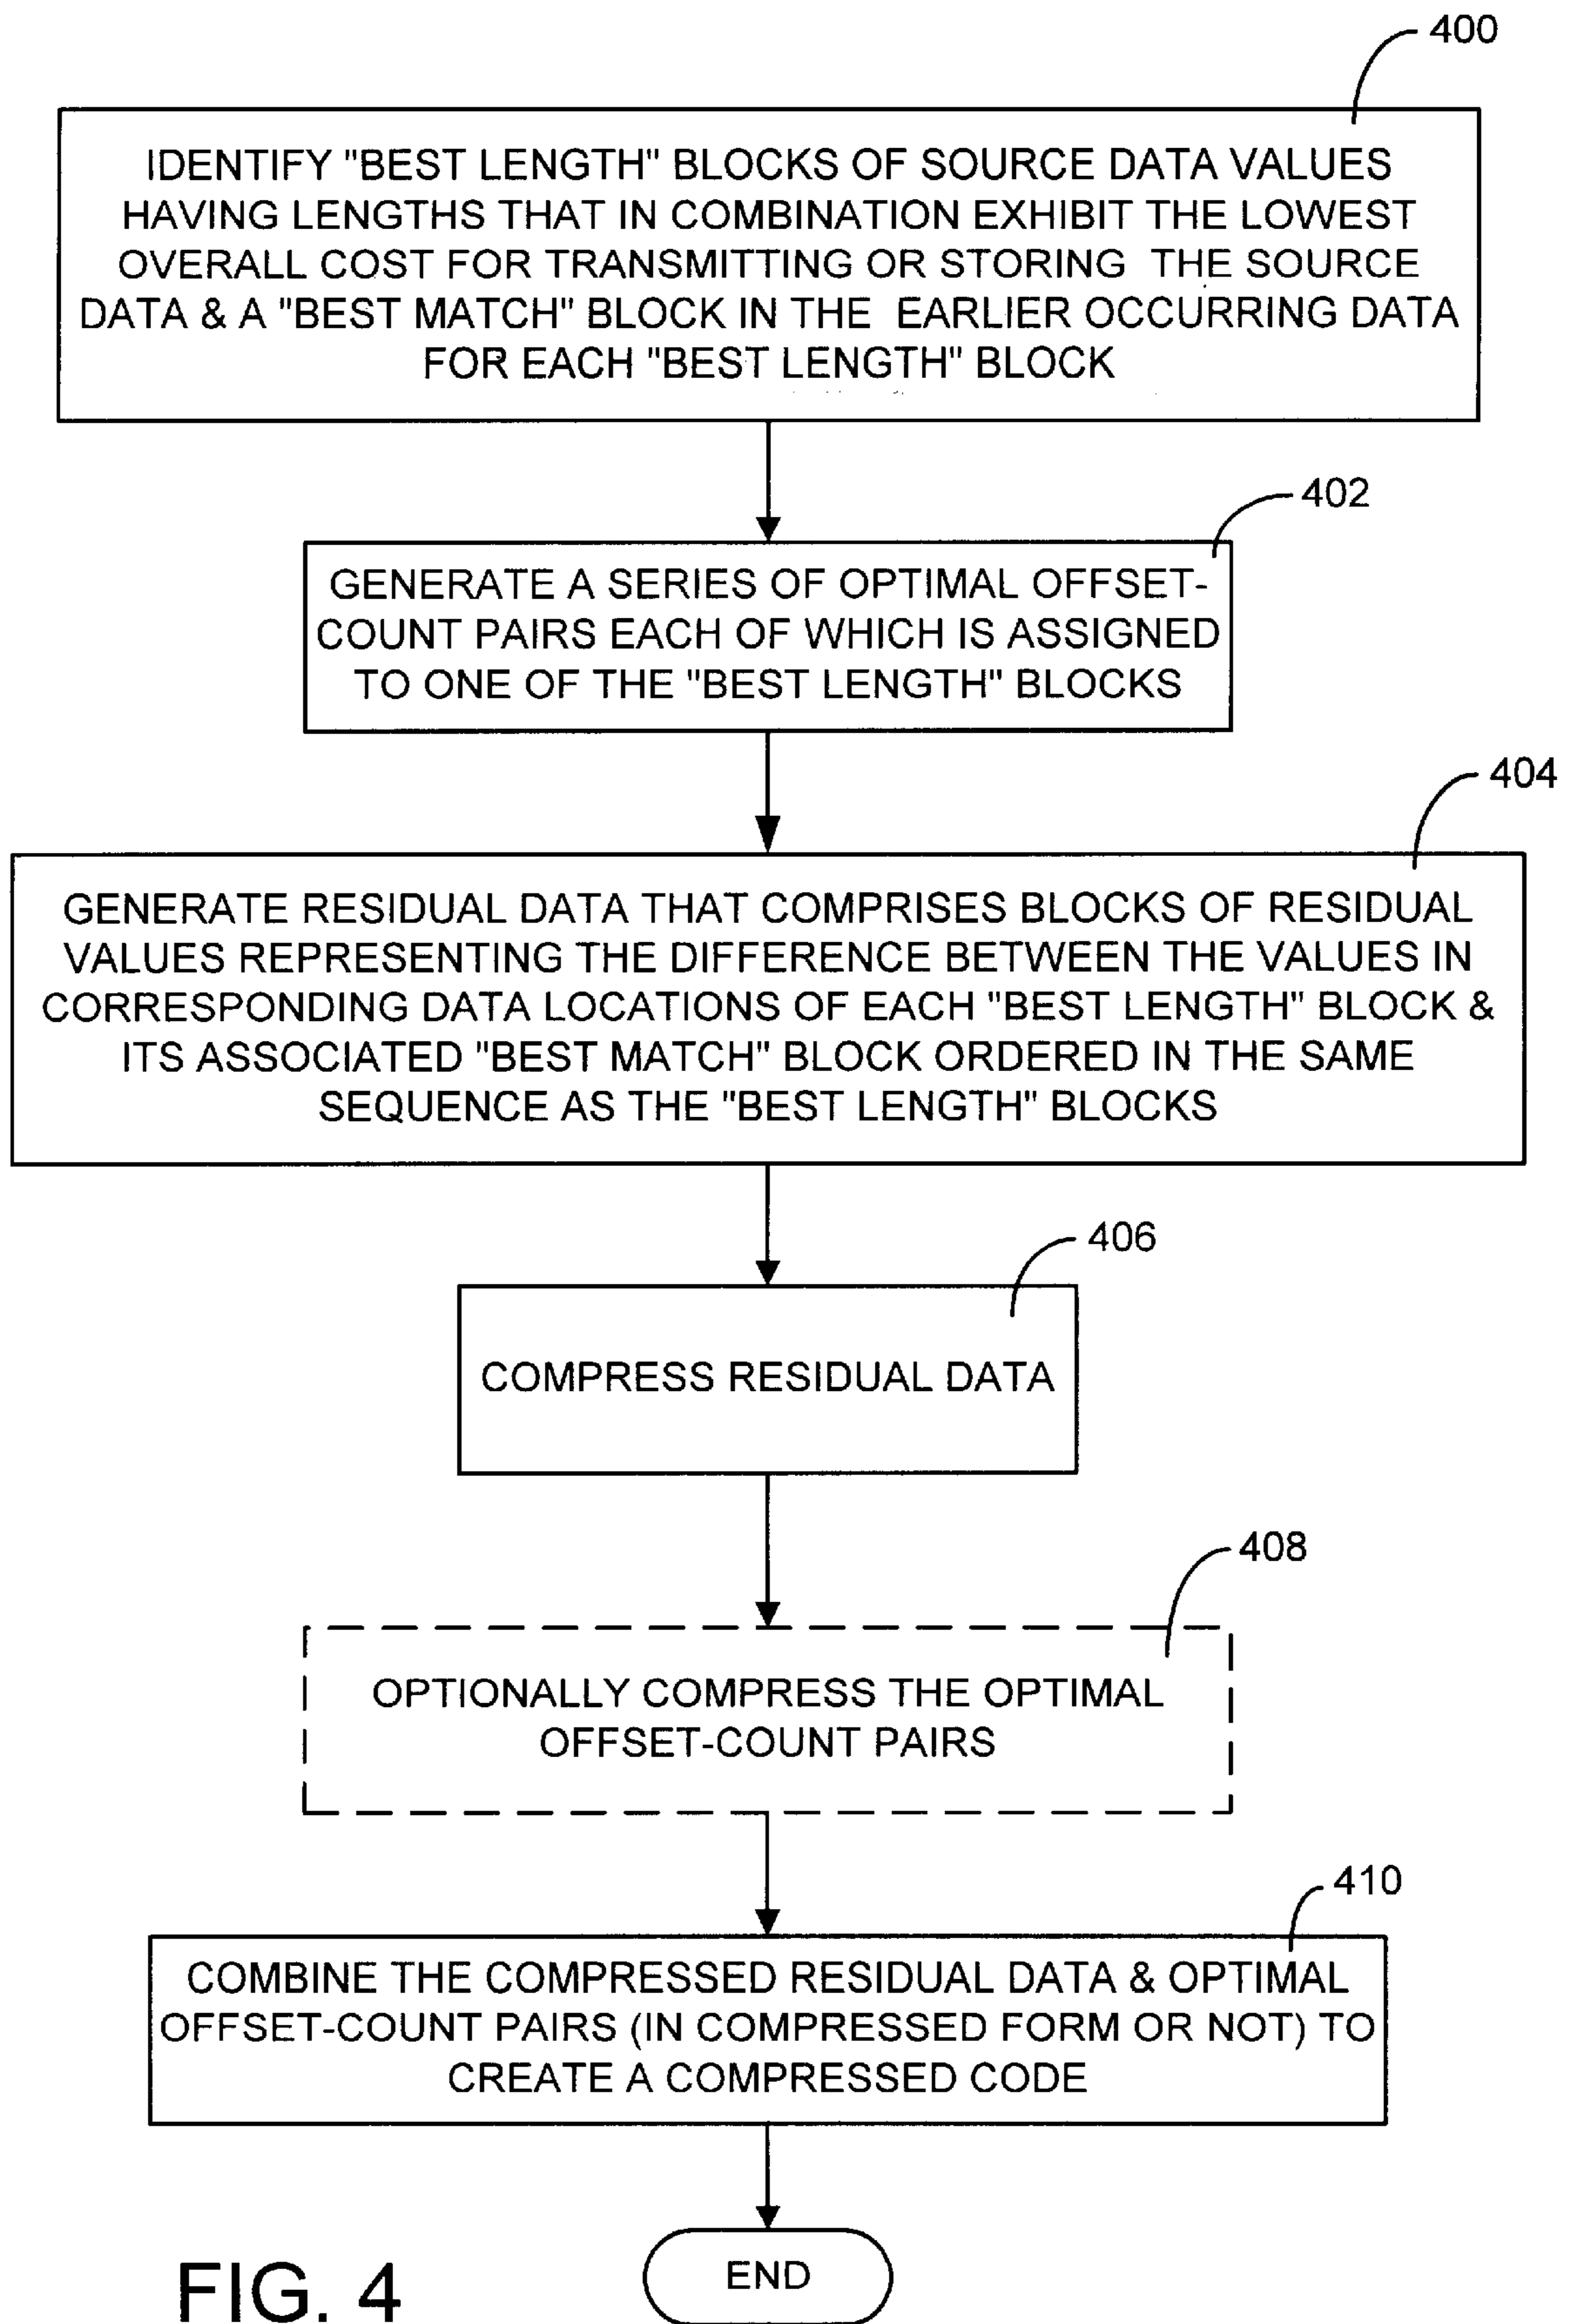 400
IDENTIFY "BEST LENGTH" BLOCKS OF SOURCE DATA VALUES
HAVING LENGTHS THAT IN COMBINATION EXHIBIT THE LOWEST
OVERALL COST FOR TRANSMITTING OR STORING THE SOURCE
DATA & A "BEST MATCH" BLOCK IN THE EARLIER OCCURRING DATA
FOR EACH "BEST LENGTH" BLOCK
402
GENERATE A SERIES OF OPTIMAL OFFSET-
COUNT PAIRS EACH OF WHICH IS ASSIGNED
TO ONE OF THE "BEST LENGTH" BLOCKS
404
GENERATE RESIDUAL DATA THAT COMPRISES BLOCKS OF RESIDUAL
VALUES REPRESENTING THE DIFFERENCE BETWEEN THE VALUES IN
CORRESPONDING DATA LOCATIONS OF EACH "BEST LENGTH" BLOCK &
ITS ASSOCIATED "BEST MATCH" BLOCK ORDERED IN THE SAME
SEQUENCE AS THE "BEST LENGTH" BLOCKS
406
COMPRESS RESIDUAL DATA
408
OPTIONALLY COMPRESS THE OPTIMAL
OFFSET-COUNT PAIRS
410
COMBINE THE COMPRESSED RESIDUAL DATA & OPTIMAL
OFFSET-COUNT PAIRS (IN COMPRESSED FORM OR NOT) TO
CREATE A COMPRESSED CODE
END
FIG. 4